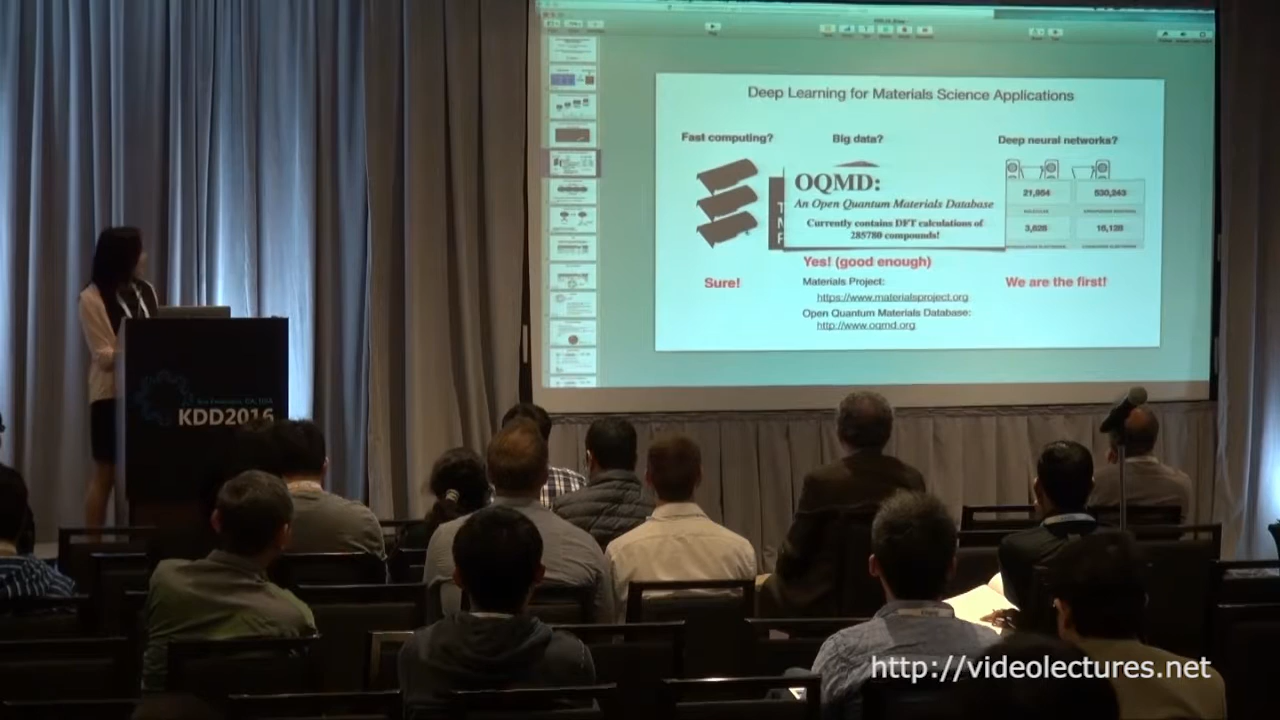 Deep Learning for Materials Science Applications
Fast computing?
Big data?
Deep neural networks?
OQMD:
An Open Quantum Materials Database
Currently contains DFT calculations of
285780 compounds!
21,954
530,243
3,628
16,128
Yes! (good enough)
Sure!
Materials Project:
https://www.materialsproject.org
Open Quantum Materials Database:
http://www.oqmd.org
We are the first!
KDD2016
http://videolectures.net